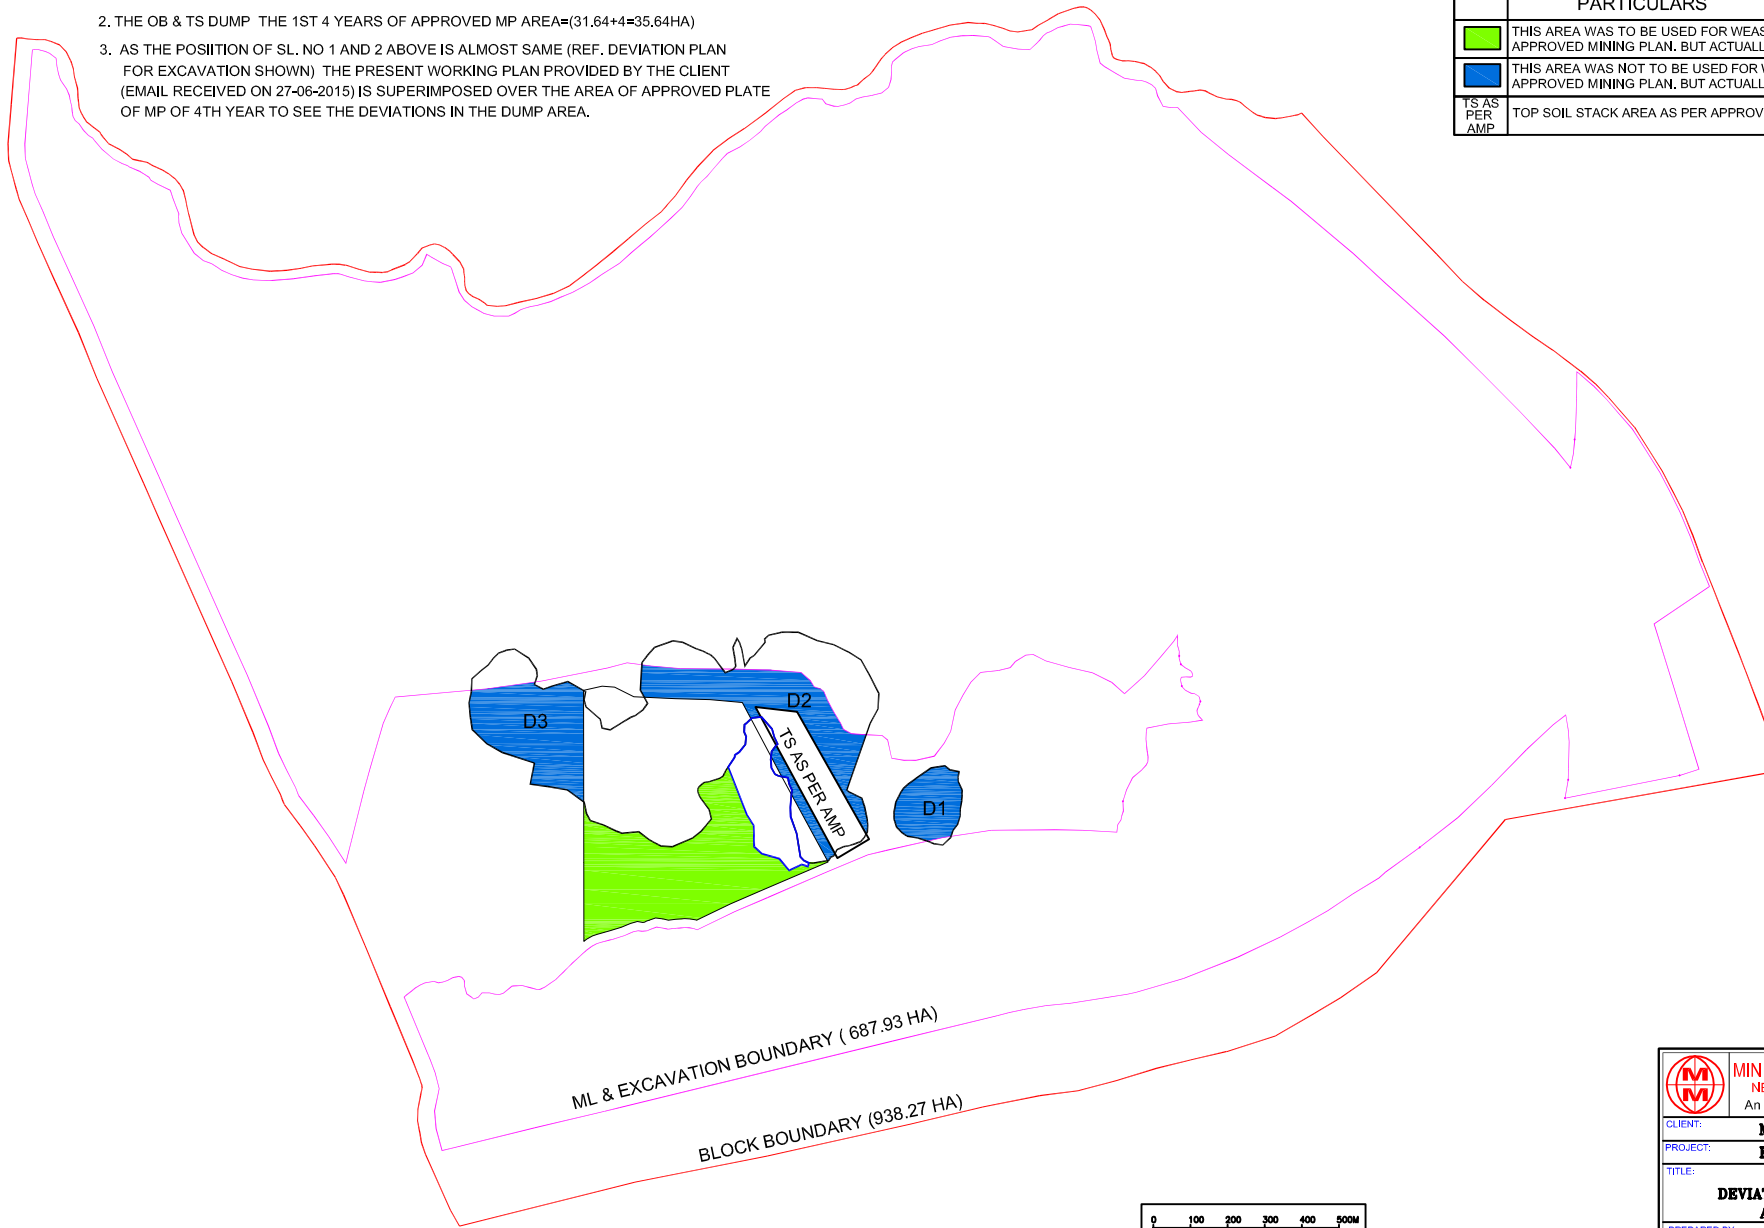 2. THE OB & TS DUMP THE 1ST 4 YEARS OF APPROVED MP AREA=(31.64+4=35.64HA)
3. AS THE POSIITION OF SL. NO 1 AND 2 ABOVE IS ALMOST SAME (REF. DEVIATION PLAN
FOR EXCAVATION SHOWN) THE PRESENT WORKING PLAN PROVIDED BY THE CLIENT
(EMAIL RECEIVED ON 27-06-2015) IS SUPERIMPOSED OVER THE AREA OF APPROVED PLATE
OF MP OF 4TH YEAR TO SEE THE DEVIATIONS IN THE DUMP AREA.
PARTICULARS
THIS AREA WAS TO BE USED FOR WEAS
APPROVED MINING PLAN. BUT ACTUALL
THIS AREA WAS NOT TO BE USED FOR W
APPROVED MINING PLAN. BUT ACTUALL
TS AS
PER
AMP
TOP SOIL STACK AREA AS PER APPROV
D3
D2
TS AS PER AMP
D1
ML & EXCAVATION BOUNDARY ( 687.93 HA)
BLOCK BOUNDARY (938.27 HA)
0 100 200 300 400 500M
M
M
MIN
NE
An
CLIENT:
PROJECT:
TITLE:
DEVIAT